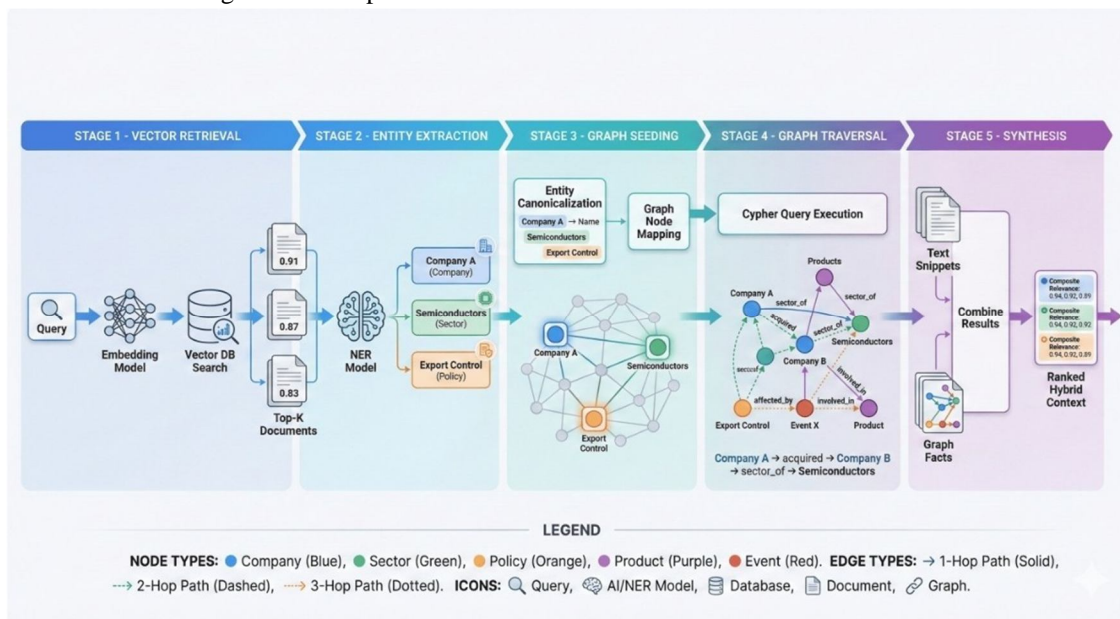 STAGE 1 - VECTOR RETRIEVAL
STAGE 2 - ENTITY EXTRACTION
STAGE 3 - GRAPH SEEDING
STAGE 4 - GRAPH TRAVERSAL
STAGE 5 - SYNTHESIS
Query
Embedding
Model
Vector DB
Search
0.91
0.87
0.83
Top-K
Documents
NER
Model
Company A
(Company)
Semiconductors
(Sector)
Export Control
(Policy)
Entity
Canonicalization
Company A → Name
Semiconductors
Export Control
Graph
Node
Mapping
Company A
Semiconductors
Export
Control
Cypher Query Execution
Products
Company A
sector_of
sector_of
acquired
sector_of
Semiconductors
Company B
involved_in
affected_by
involved_in
Export Control
Event X
Product
Company A → acquired → Company B
→ sector_of → Semiconductors
Text
Snippets
Combine
Results
Graph
Facts
Composite
Relevance:
0.94, 0.92, 0.89
Composite
Relevance:
0.94, 0.92, 0.92
Composite
Relevance:
0.94, 0.92, 0.89
Ranked
Hybrid
Context
LEGEND
NODE TYPES: Company (Blue), Sector (Green), Policy (Orange), Product (Purple), Event (Red). EDGE TYPES: → 1-Hop Path (Solid),
2-Hop Path (Dashed), 3-Hop Path (Dotted). ICONS: Query, AI/NER Model, Database, Document, Graph.